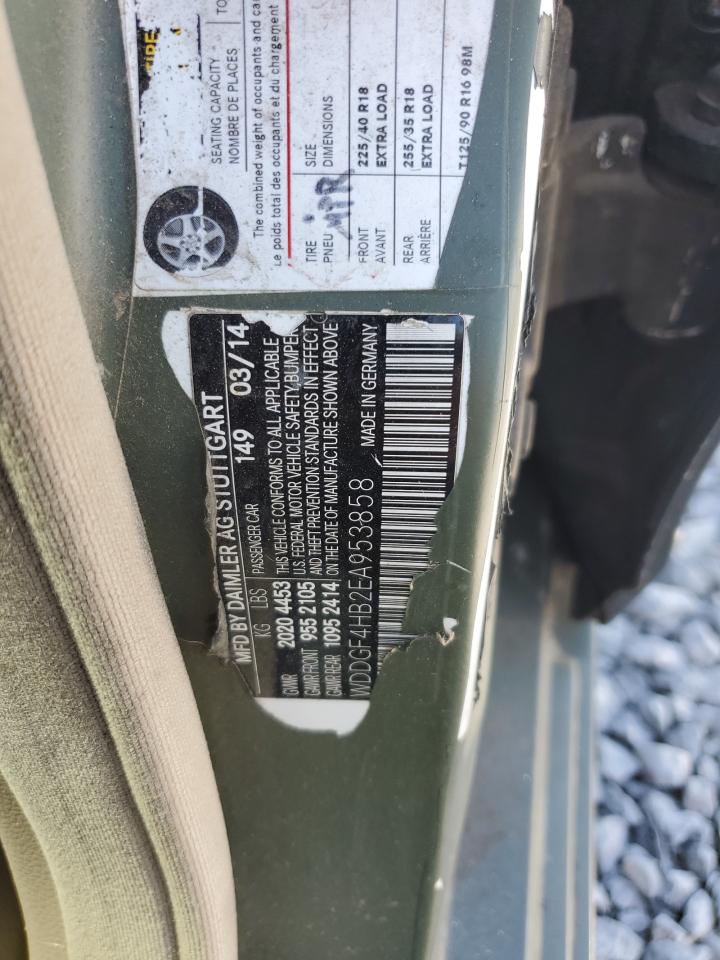 TIRE
SEATING CAPACITY
NOMBRE DE PLACES
The combined weight of occupants and
Le poids total des occupants et du chargement
TIRE SIZE
PNEU DIMENSIONS
FRONT 225/40 R18
AVANT EXTRA LOAD
REAR 255/35 R18
ARRIÈRE EXTRA LOAD
T125/90 R16 98M
MFD BY DAIMLER AG STUTTGART
KG LBS PASSENGER CAR 149 03/14
GVWR 2020 4453 THIS VEHICLE CONFORMS TO ALL APPLICABLE
GAWR FRONT 955 2105 U.S. FEDERAL MOTOR VEHICLE SAFETY, BUMPER,
GAWR REAR 1095 2414 AND THEFT PREVENTION STANDARDS IN EFFECT
ON THE DATE OF MANUFACTURE SHOWN ABOVE
WDDGF4HB2EA953858 MADE IN GERMANY